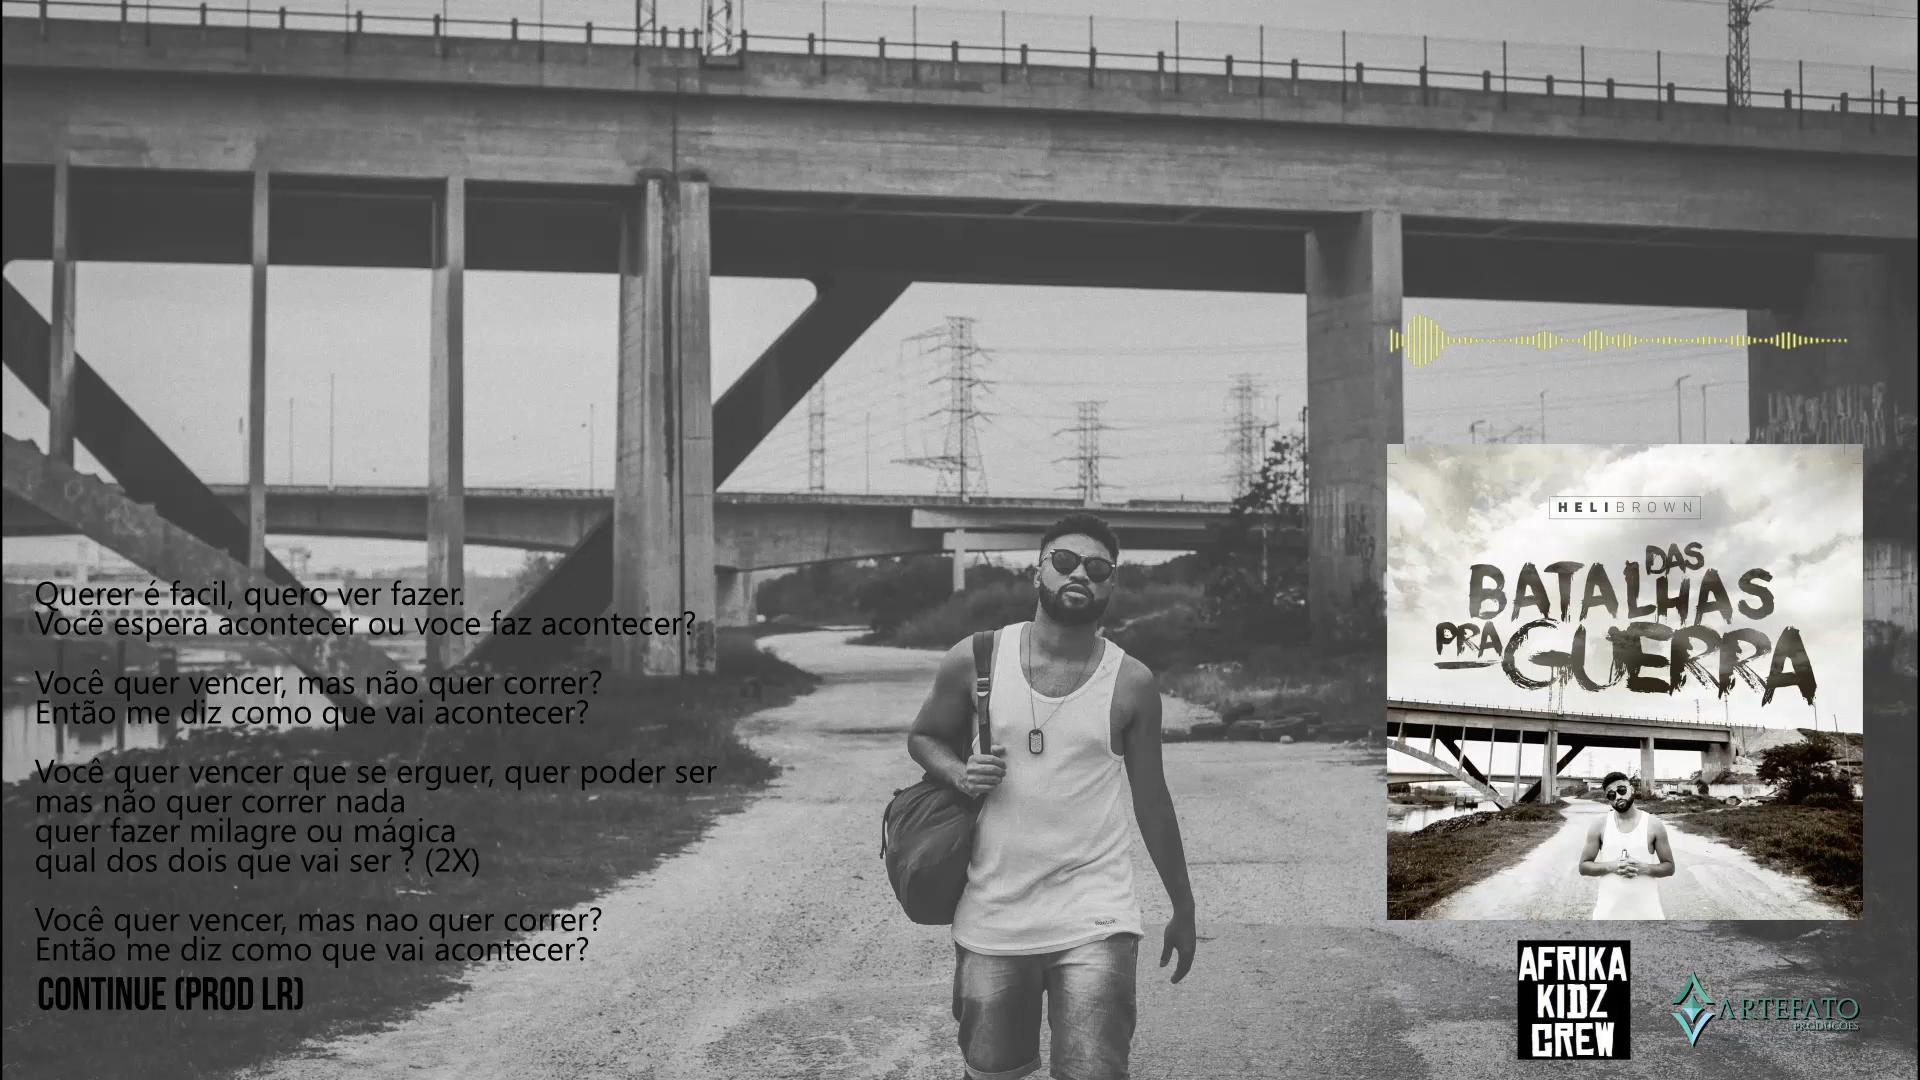 Querer é facil, quero ver fazer.
Você espera acontecer ou voce faz acontecer?
Você quer vencer, mas não quer correr?
Então me diz como que vai acontecer?
Você quer vencer que se erguer, quer poder ser
mas não quer correr nada
quer fazer milagre ou mágica
qual dos dois que vai ser ? (2X)
Você quer vencer, mas nao quer correr?
Então me diz como que vai acontecer?
CONTINUE (PROD LR)
HELIBROWN
DAS
BATALHAS
PRA GUERRA
AFRIKA
KIDZ
CREW
ARTEFATO
PRODUÇÕES
Reebok